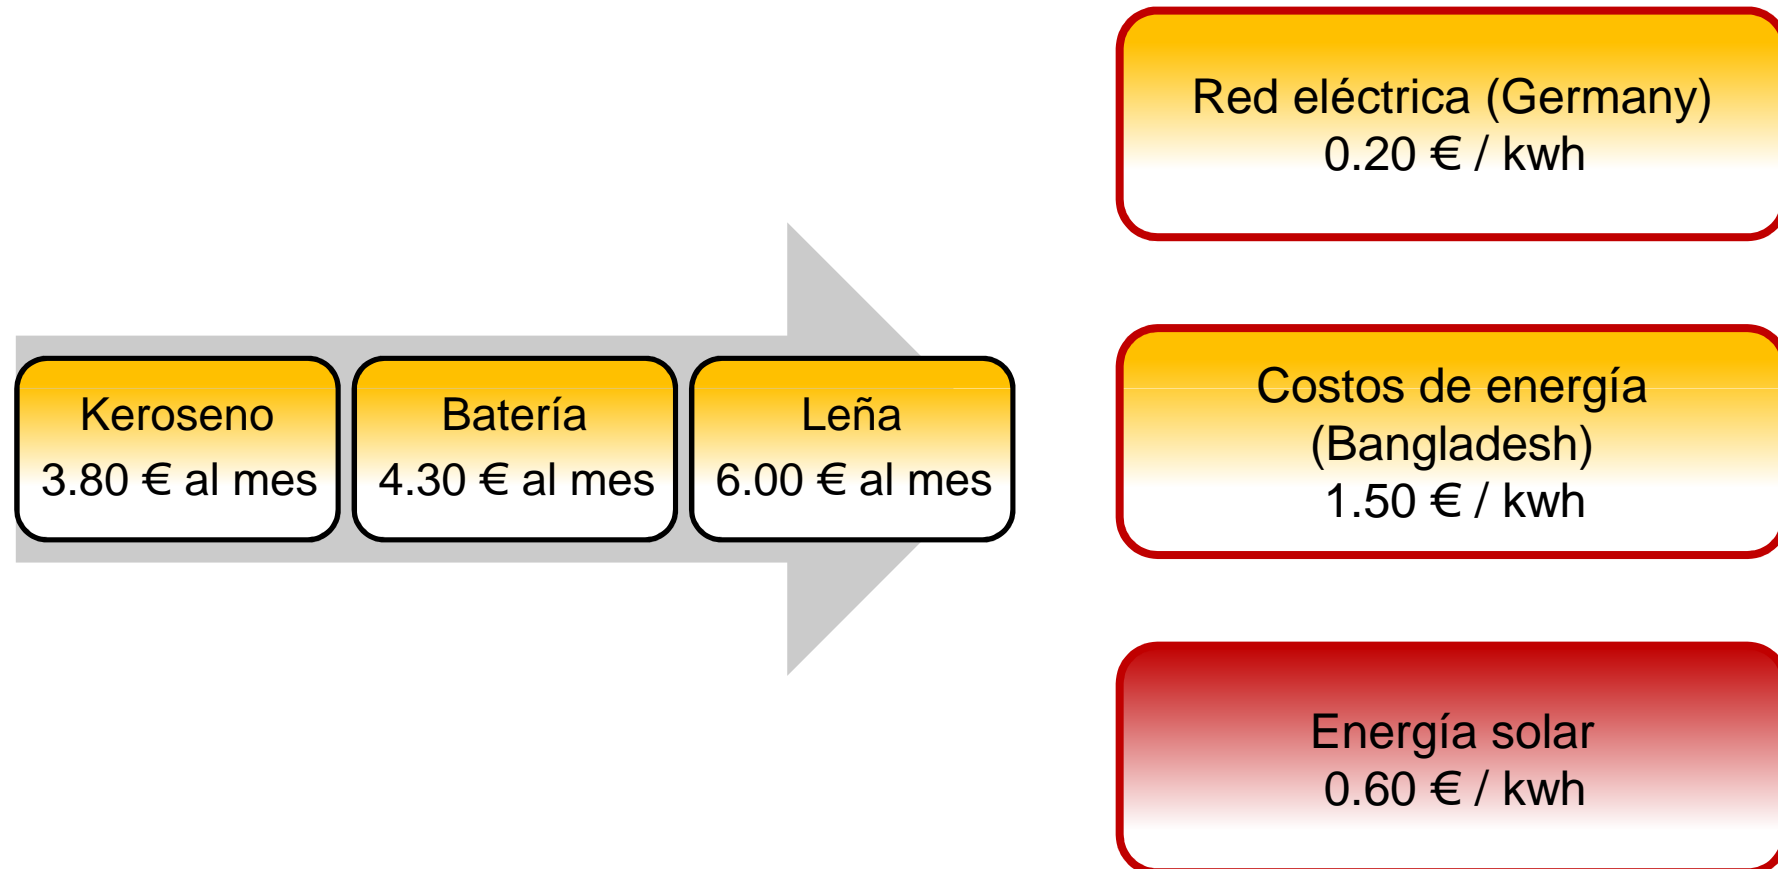 Red eléctrica (Germany)
0.20 € / kwh
Keroseno
3.80 € al mes
Batería
4.30 € al mes
Leña
6.00 € al mes
Costos de energía
(Bangladesh)
1.50 € / kwh
Energía solar
0.60 € / kwh